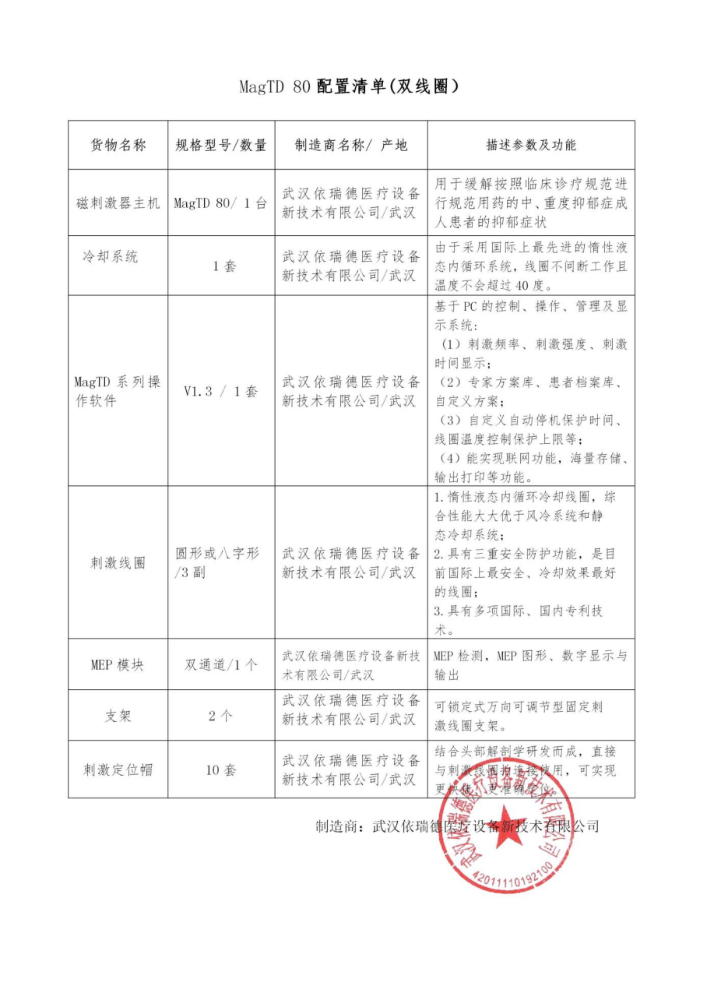 MagTD 80 配置清单(双线圈）
货物名称
规格型号/数量
制造商名称/ 产地
描述参数及功能
磁刺激器主机
MagTD 80/ 1 台
武汉依瑞德医疗设备
新技术有限公司/武汉
用于缓解按照临床诊疗规范进
行规范用药的中、重度抑郁症成
人患者的抑郁症状
冷却系统
1 套
武汉依瑞德医疗设备
新技术有限公司/武汉
由于采用国际上最先进的惰性液
态内循环系统，线圈不间断工作且
温度不会超过 40 度。
MagTD 系列操
作软件
V1.3 / 1 套
武汉依瑞德医疗设备
新技术有限公司/武汉
基于 PC 的控制、操作、管理及显
示系统:
（1）刺激频率、刺激强度、刺激
时间显示；
（2）专家方案库、患者档案库、
自定义方案；
（3）自定义自动停机保护时间、
线圈温度控制保护上限等；
（4）能实现联网功能，海量存储、
输出打印等功能。
刺激线圈
圆形或八字形
/3 副
武汉依瑞德医疗设备
新技术有限公司/武汉
1.惰性液态内循环冷却线圈，综
合性能大大优于风冷系统和静
态冷却系统；
2.具有三重安全防护功能，是目
前国际上最安全、冷却效果最好
的线圈；
3.具有多项国际、国内专利技
术。
MEP 模块
双通道/1 个
武汉依瑞德医疗设备新技
术有限公司/武汉
MEP 检测，MEP 图形、数字显示与
输出
支架
2 个
武汉依瑞德医疗设备
新技术有限公司/武汉
可锁定式万向可调节型固定刺
激线圈支架。
刺激定位帽
10 套
武汉依瑞德医疗设备
新技术有限公司/武汉
结合头部解剖学研发而成，直接
与刺激线圈拍连接使用，可实现
更快捷、更准确定位。
制造商：武汉依瑞德医疗设备新技术有限公司
武汉依瑞德医疗设备新技术有限公司
42011110192100